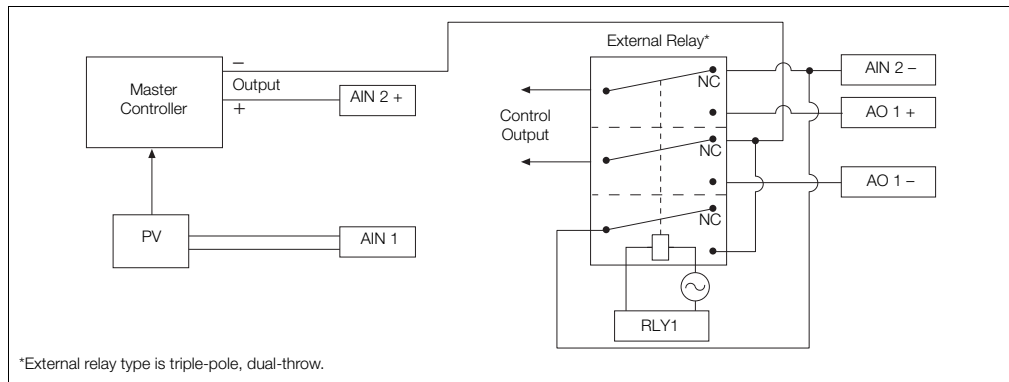 External Relay*
Master
Controller
–
Output
+
AIN 2 +
PV
AIN 1
Control
Output
NC
NC
NC
AIN 2 –
AO 1 +
AO 1 –
RLY1
*External relay type is triple-pole, dual-throw.